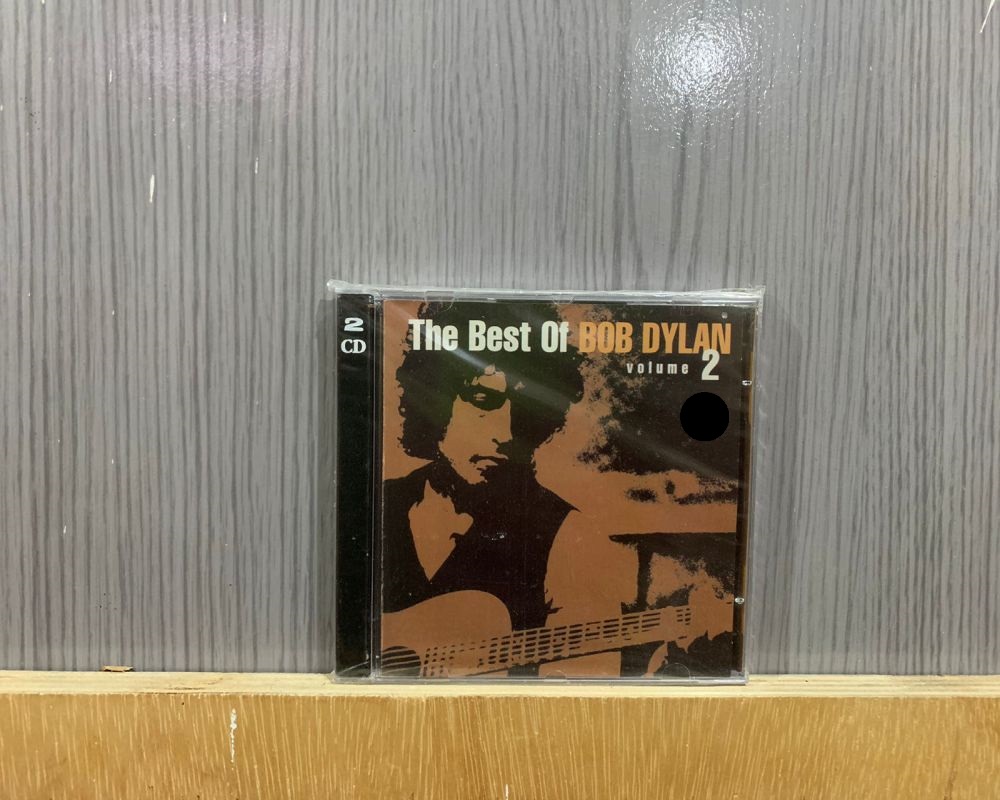 2
CD
The Best Of BOB DYLAN
volume 2